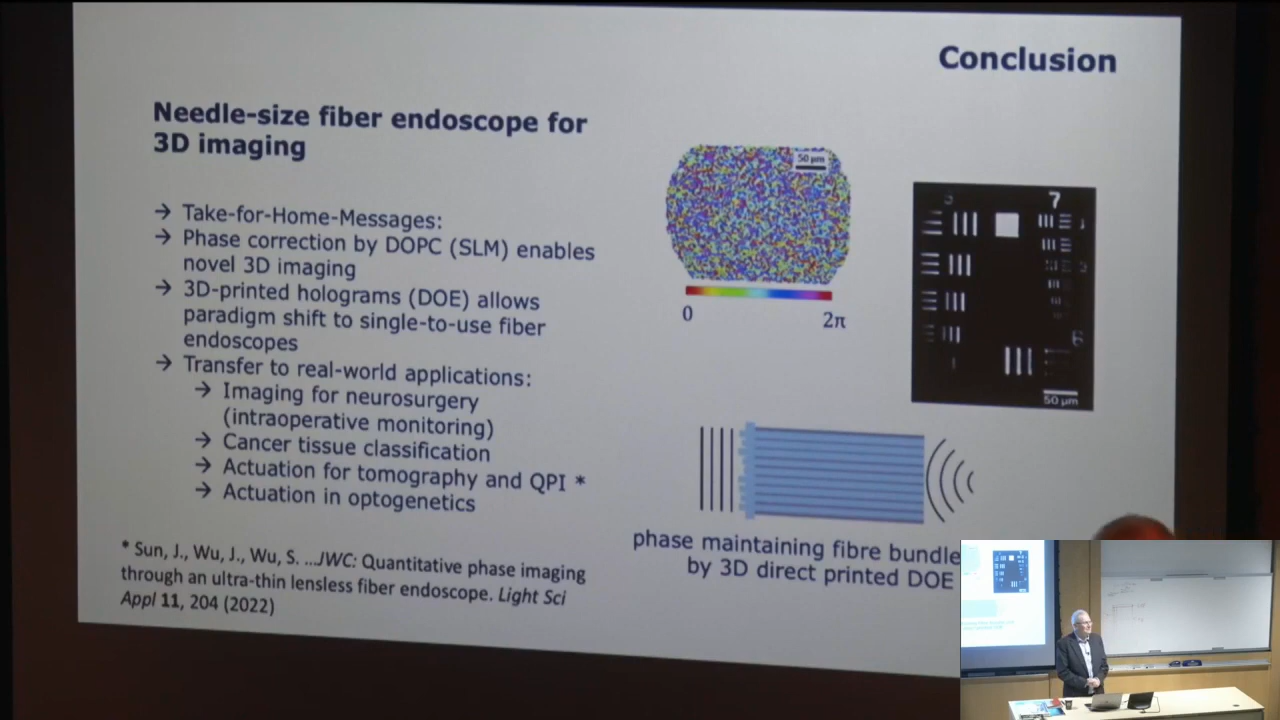 Conclusion
Needle-size fiber endoscope for
3D imaging
→ Take-for-Home-Messages:
→ Phase correction by DOPC (SLM) enables
novel 3D imaging
→ 3D-printed holograms (DOE) allows
paradigm shift to single-to-use fiber
endoscopes
→ Transfer to real-world applications:
→ Imaging for neurosurgery
(intraoperative monitoring)
→ Cancer tissue classification
→ Actuation for tomography and QPI *
→ Actuation in optogenetics
* Sun, J., Wu, J., Wu, S. ...JWC: Quantitative phase imaging
through an ultra-thin lensless fiber endoscope. Light Sci
Appl 11, 204 (2022)
50 µm
0 2π
7
6
50 µm
phase maintaining fibre bundle
by 3D direct printed DOE